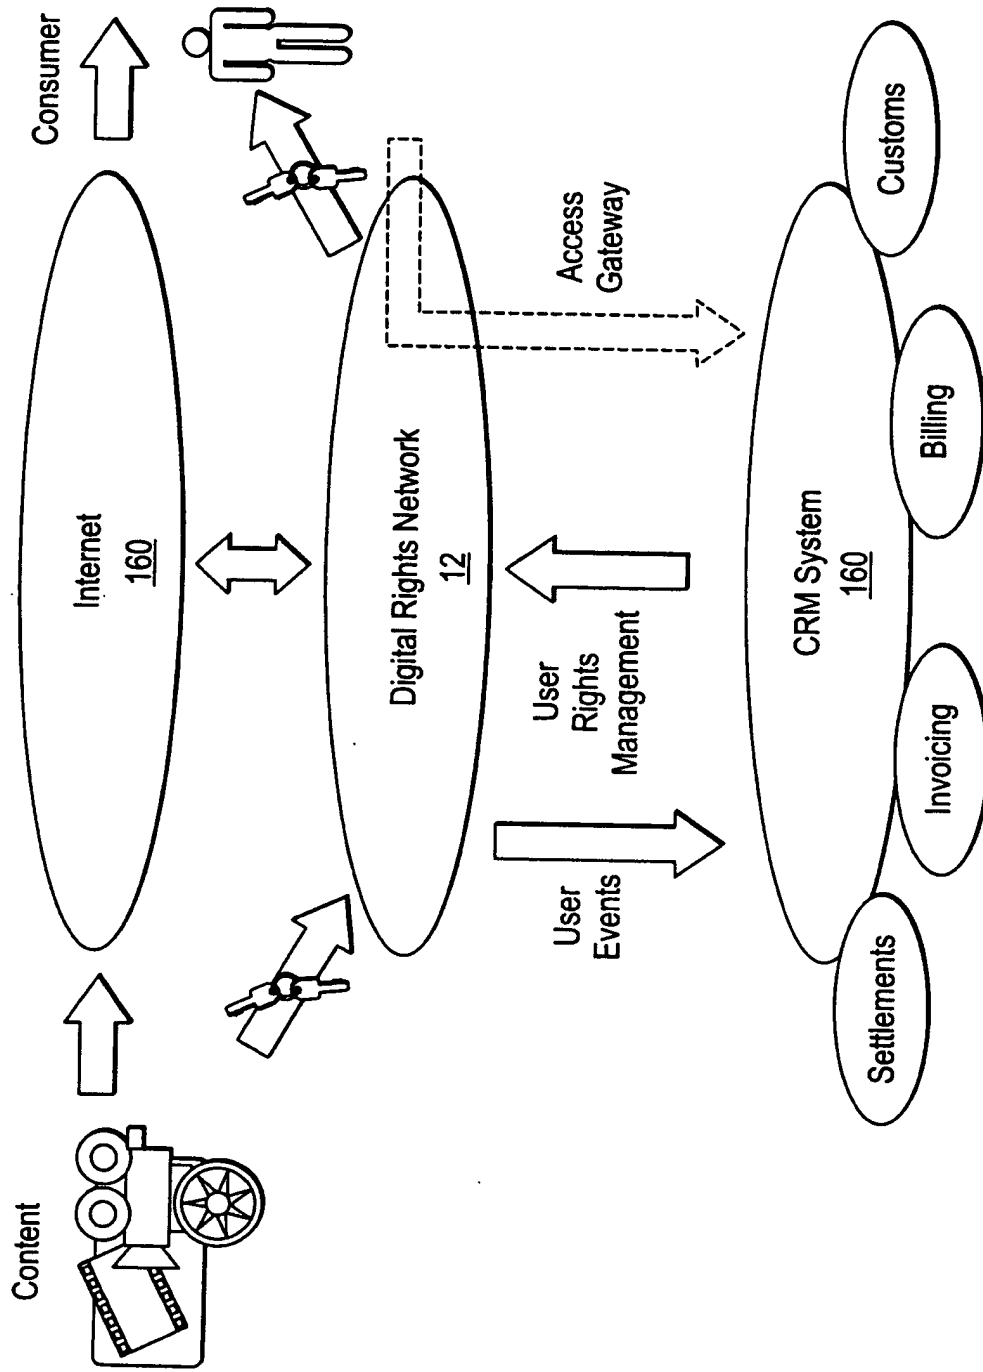 Content
Consumer
Internet
160
Digital Rights Network
12
User
Events
User
Rights
Management
Access
Gateway
CRM System
160
Settlements
Invoicing
Billing
Customs